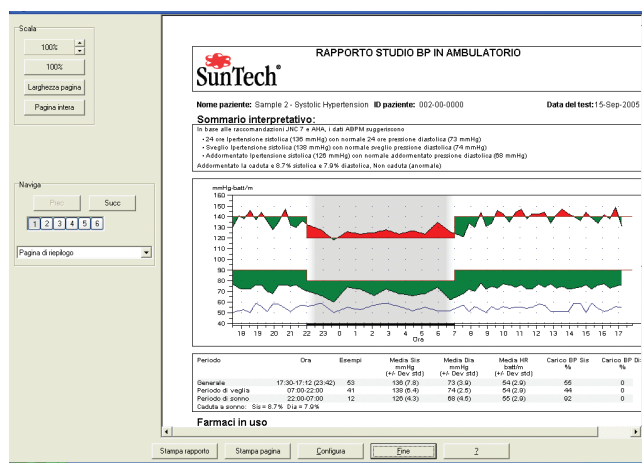 Scala
100%
100%
Larghezza pagina
Pagina intera
Naviga
Prec
Succ
1 2 3 4 5 6
Pagina di riepilogo
RAPPORTO STUDIO BP IN AMBULATORIO
SunTech®
Nome paziente: Sample 2 - Systolic Hypertension ID paziente: 002-00-0000 Data del test:15-Sep-2005
Sommario interpretativo:
In base alle raccomandazioni JNC 7 e AHA, i dati ABPM suggeriscono
• 24 ore Ipertensione sistolica (136 mmHg) con normale 24 ore pressione diastolica (73 mmHg)
• Sveglio Ipertensione sistolica (138 mmHg) con normale sveglio pressione diastolica (74 mmHg)
• Addormentato Ipertensione sistolica (126 mmHg) con normale addormentato pressione diastolica (68 mmHg)
Addormentato la caduta e 8.7% sistolica e 7.9% diastolica, Non caduta (anormale)
mmHg-batt/m
160
150
140
130
120
110
100
90
80
70
60
50
40
18 19 20 21 22 23 0 1 2 3 4 5 6 7 8 9 10 11 12 13 14 15 16 17
Ora
Periodo Ora Esempi Media Sis Media Dia Media HR Carico BP Sis Carico BP Di
mmHg mmHg batt/m % %
(+/- Dev std) (+/- Dev std) (+/- Dev std)
Generale 17:30-17:12 (23:42) 53 136 (7.8) 73 (3.9) 54 (2.9) 55 0
Periodo di veglia 07:00-22:00 41 138 (6.4) 74 (2.5) 54 (2.9) 44 0
Periodo di sonno 22:00-07:00 12 126 (4.3) 68 (4.5) 55 (2.9) 92 0
Caduta a sonno: Sis = 8.7% Dia = 7.9%
Farmaci in uso
Stampa rapporto
Stampa pagina
Configura
Fine
?